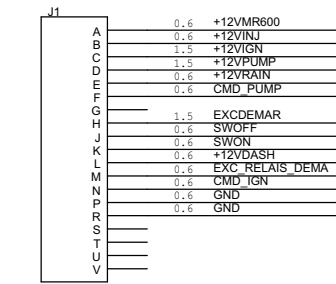 J1
A 0.6 +12VMR600
B 0.6 +12VINJ
C 1.5 +12VIGN
D 1.5 +12VPUMP
E 0.6 +12VRAIN
F 0.6 CMD_PUMP
G
H 1.5 EXCDEMAR
J 0.6 SWOFF
K 0.6 SWON
L 0.6 +12VDASH
M 0.6 EXC_RELAIS_DEMA
N 0.6 CMD_IGN
P 0.6 GND
R 0.6 GND
S
T
U
V